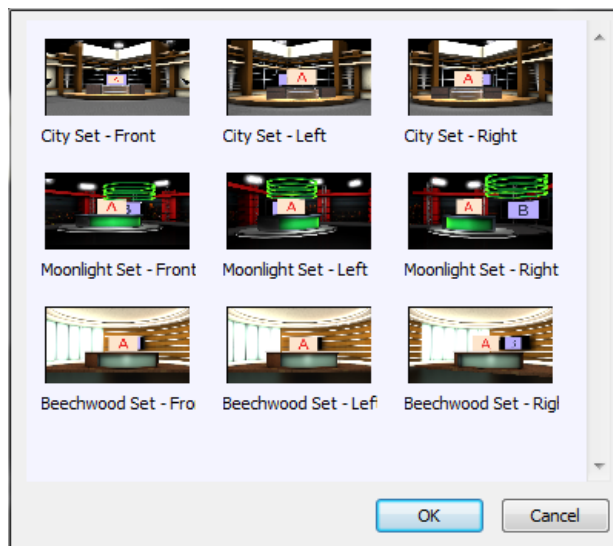 A
A
A
City Set - Front
City Set - Left
City Set - Right
A B
A
A B
Moonlight Set - Front
Moonlight Set - Left
Moonlight Set - Right
A
A
A
Beechwood Set - Fro
Beechwood Set - Lef
Beechwood Set - Rig
OK
Cancel